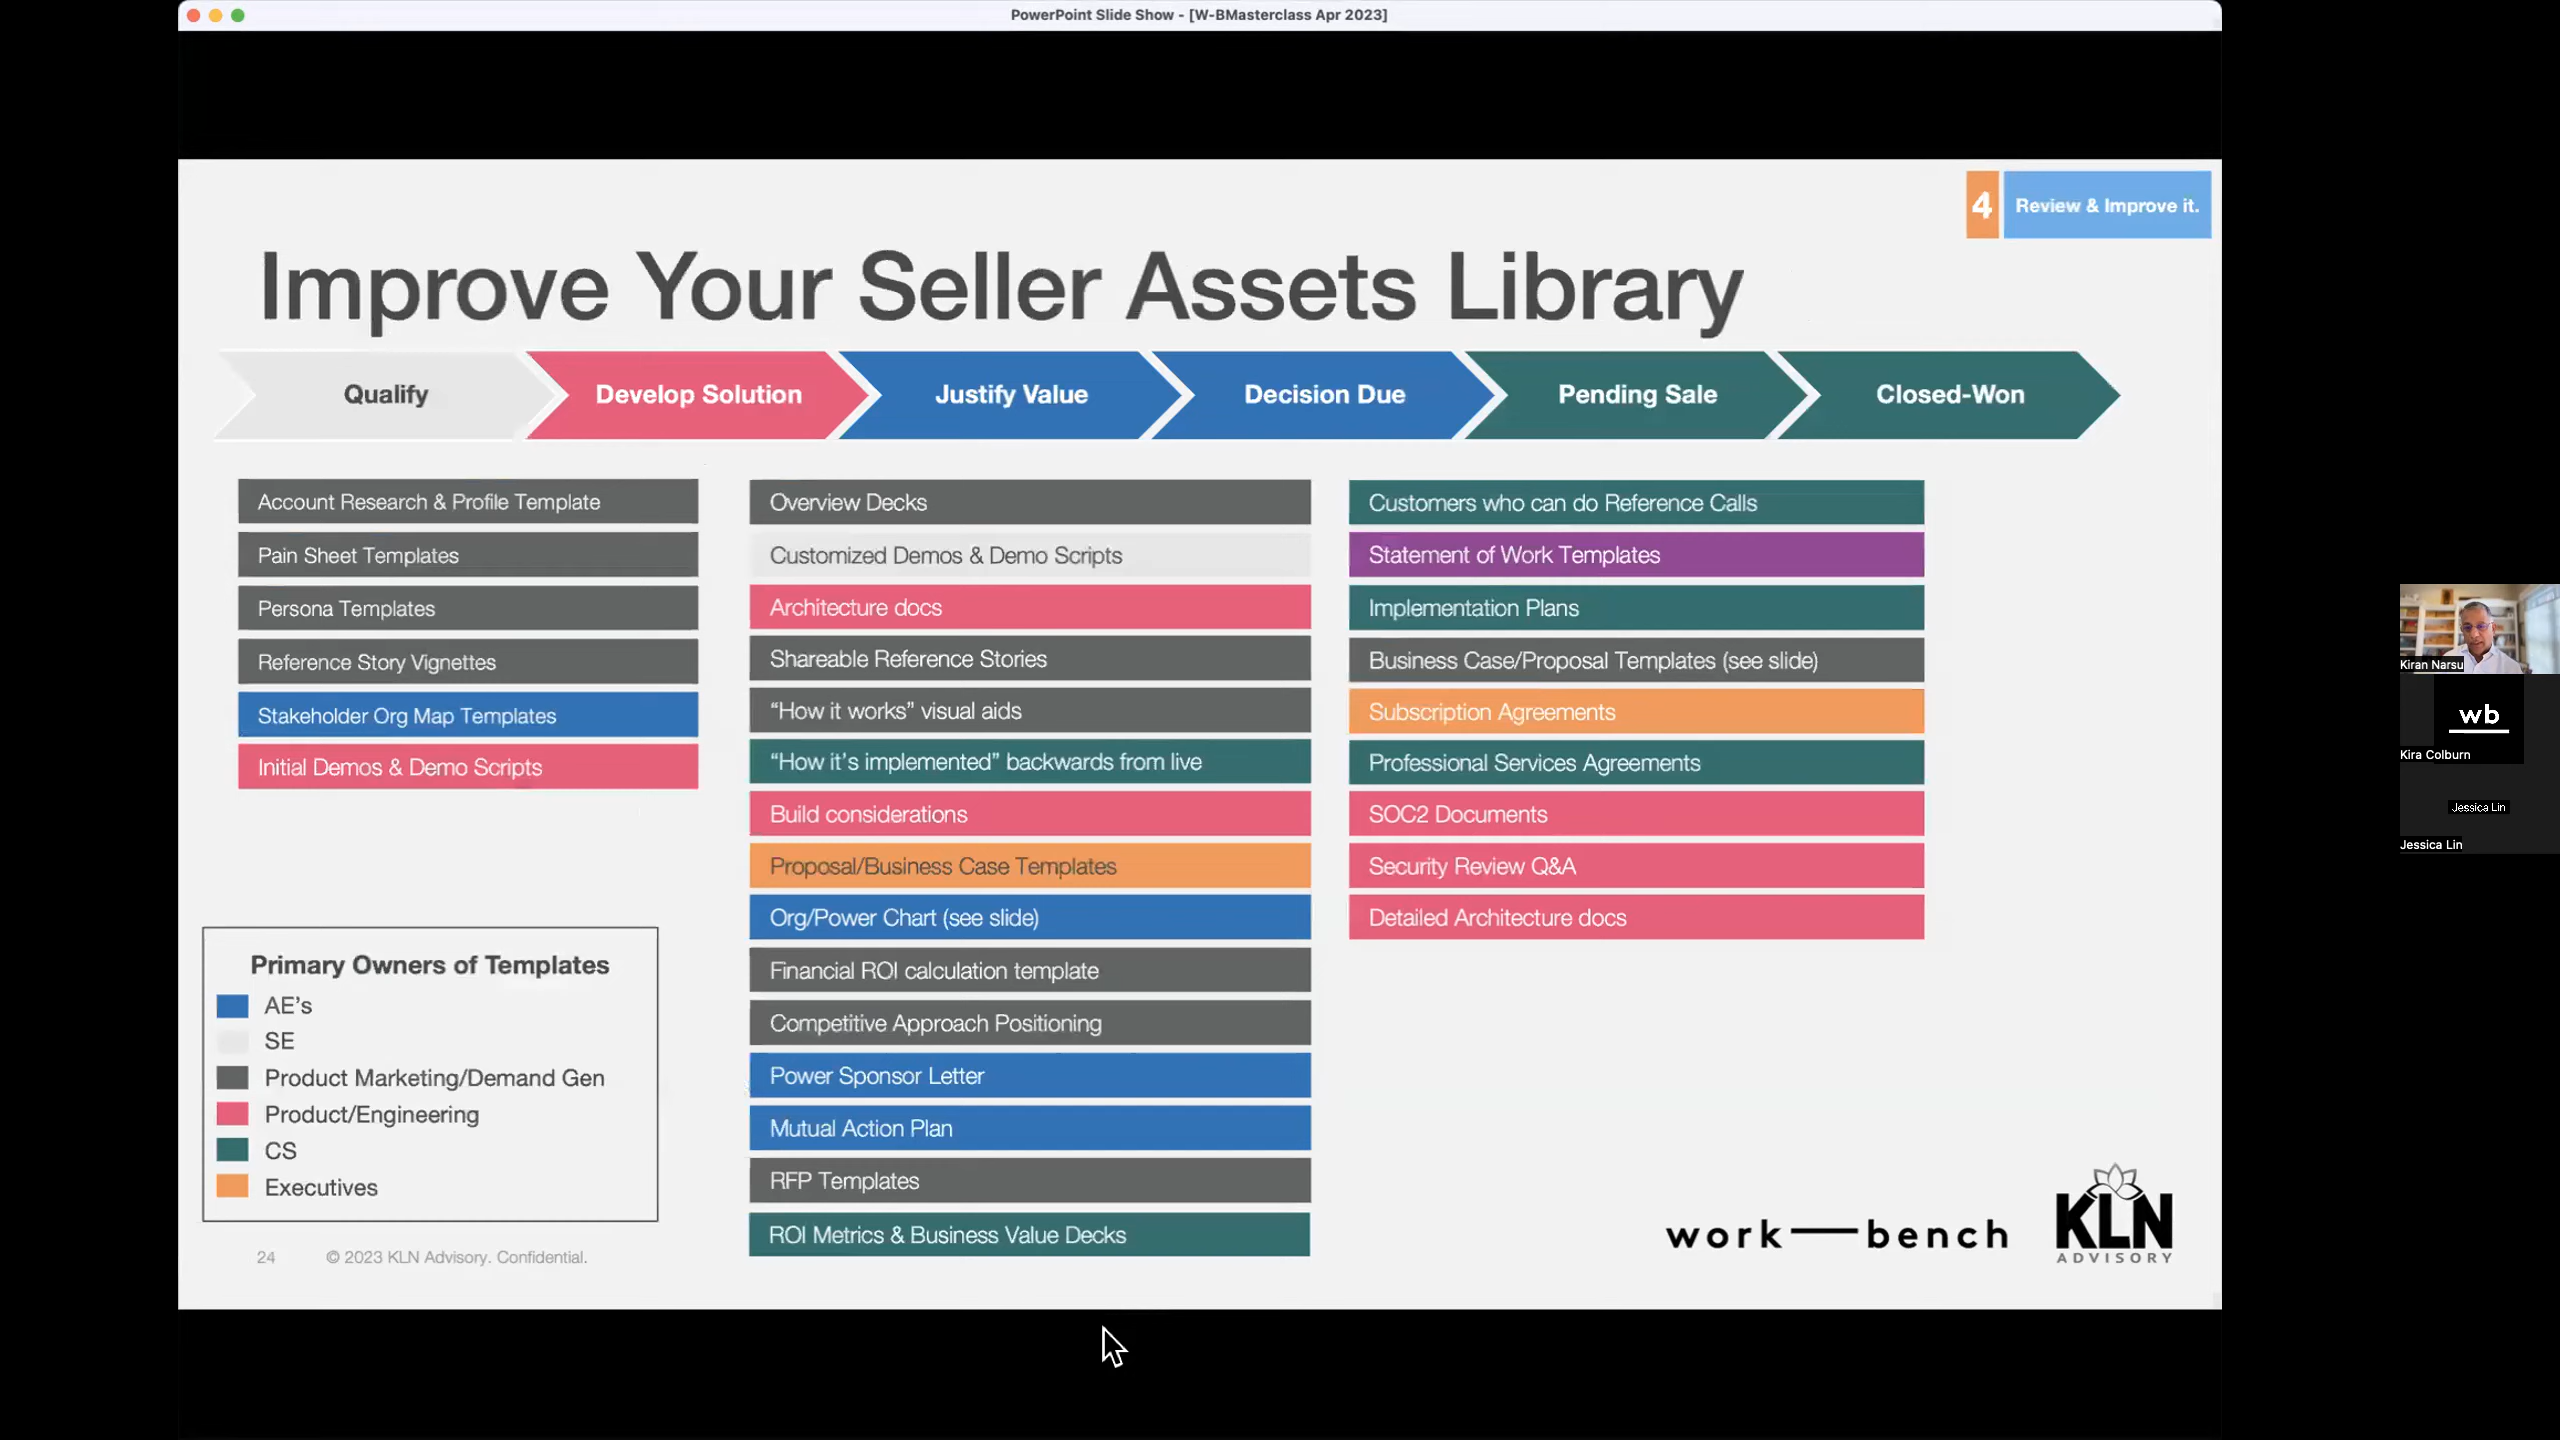 PowerPoint Slide Show - [W-BMasterclass Apr 2023]
4
Review & Improve it.
Improve Your Seller Assets Library
Qualify
Develop Solution
Justify Value
Decision Due
Pending Sale
Closed-Won
Account Research & Profile Template
Pain Sheet Templates
Persona Templates
Reference Story Vignettes
Stakeholder Org Map Templates
Initial Demos & Demo Scripts
Overview Decks
Customized Demos & Demo Scripts
Architecture docs
Shareable Reference Stories
“How it works” visual aids
“How it’s implemented” backwards from live
Build considerations
Proposal/Business Case Templates
Org/Power Chart (see slide)
Financial ROI calculation template
Competitive Approach Positioning
Power Sponsor Letter
Mutual Action Plan
RFP Templates
ROI Metrics & Business Value Decks
Customers who can do Reference Calls
Statement of Work Templates
Implementation Plans
Business Case/Proposal Templates (see slide)
Subscription Agreements
Professional Services Agreements
SOC2 Documents
Security Review Q&A
Detailed Architecture docs
Primary Owners of Templates
AE’s
SE
Product Marketing/Demand Gen
Product/Engineering
CS
Executives
24
© 2023 KLN Advisory. Confidential.
work—bench
KLN
ADVISORY
Kiran Narsu
wb
Kira Colburn
Jessica Lin
Jessica Lin